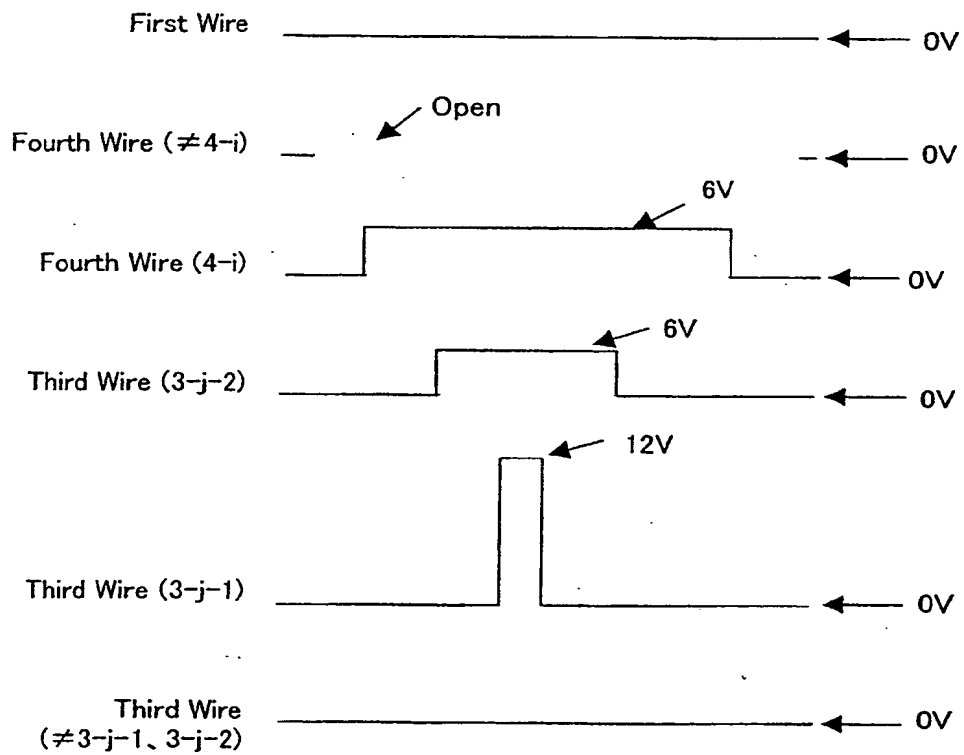 First Wire
0V
Open
Fourth Wire (≠4-i)
0V
6V
Fourth Wire (4-i)
0V
6V
Third Wire (3-j-2)
0V
12V
Third Wire (3-j-1)
0V
Third Wire
(≠3-j-1、3-j-2)
0V